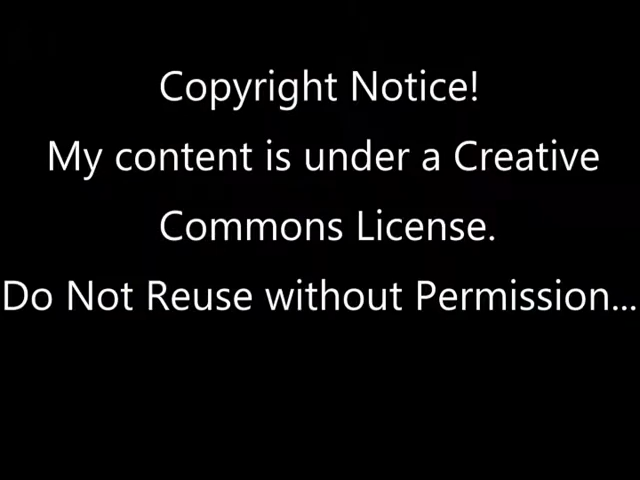 Copyright Notice!
My content is under a Creative
Commons License.
Do Not Reuse without Permission...